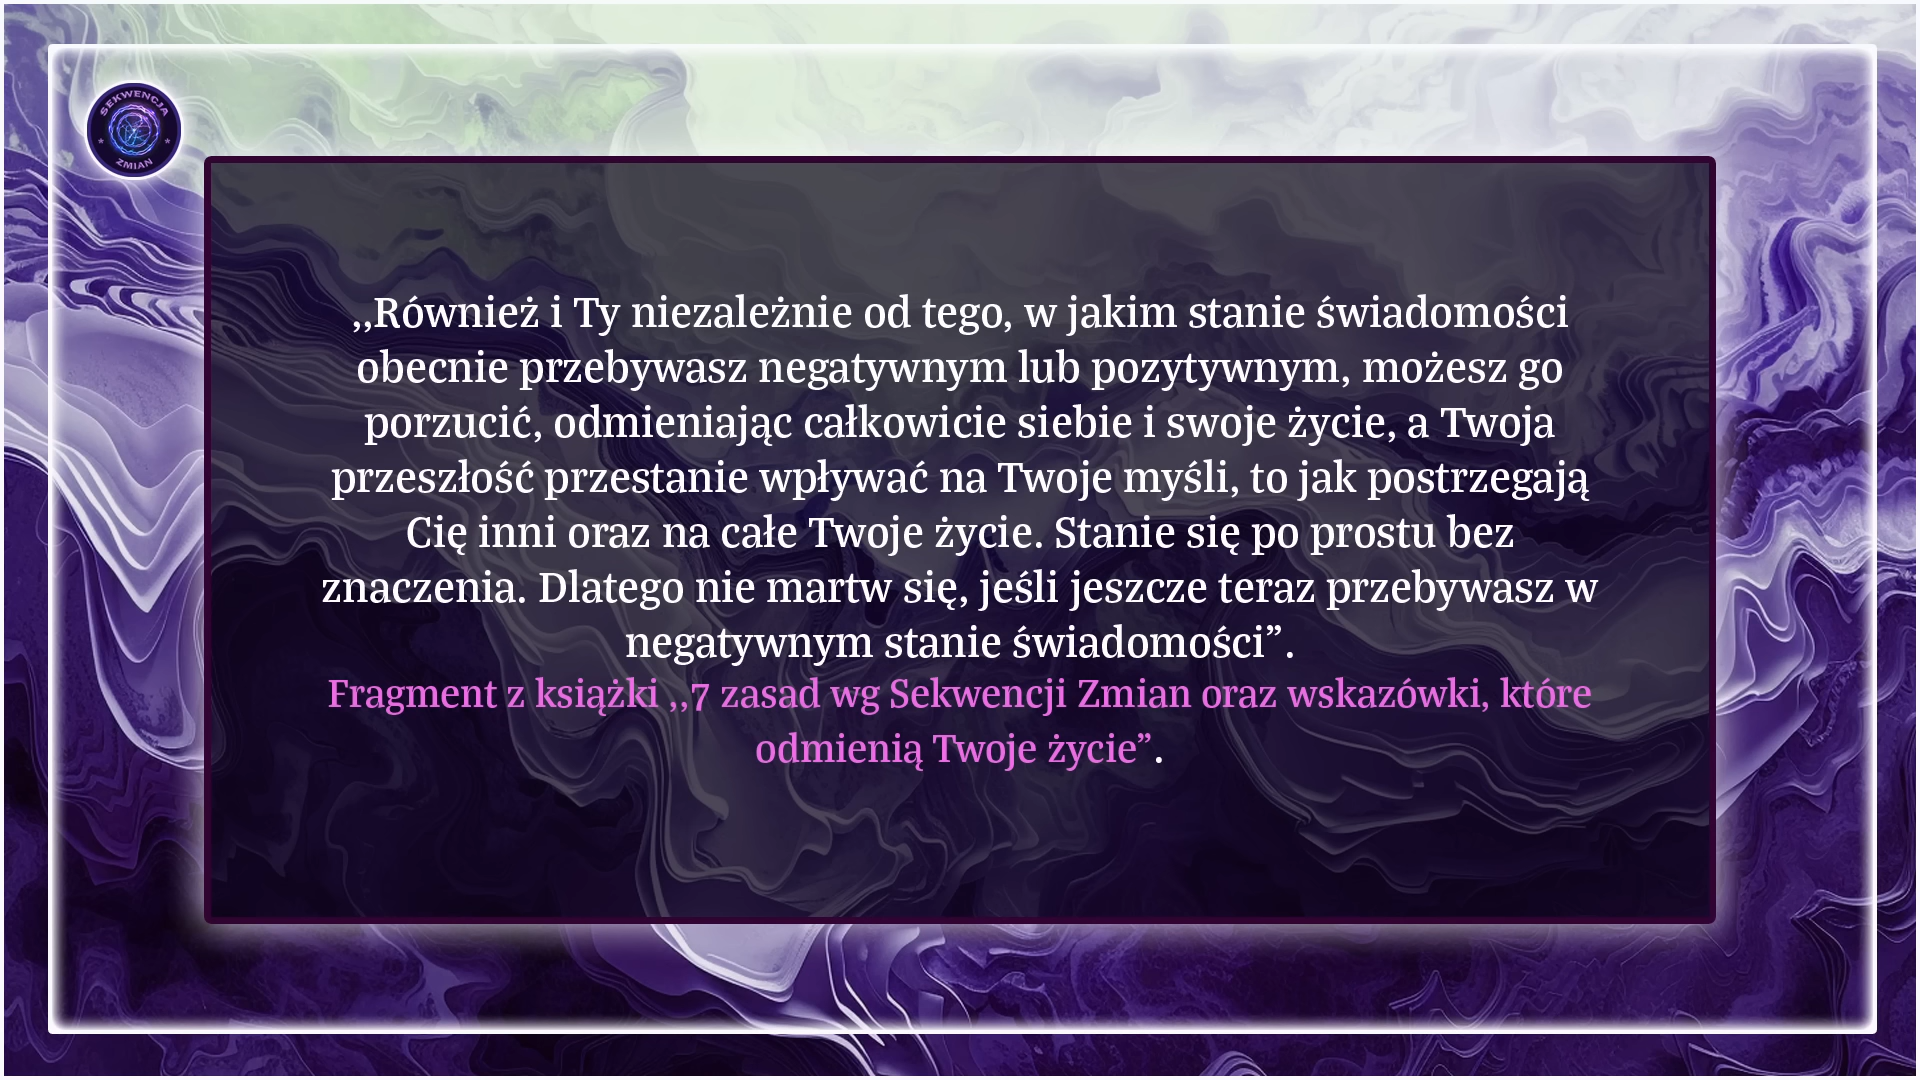 SEKWENCJA
ZMIAN
,,Również i Ty niezależnie od tego, w jakim stanie świadomości
obecnie przebywasz negatywnym lub pozytywnym, możesz go
porzucić, odmieniając całkowicie siebie i swoje życie, a Twoja
przeszłość przestanie wpływać na Twoje myśli, to jak postrzegają
Cię inni oraz na całe Twoje życie. Stanie się po prostu bez
znaczenia. Dlatego nie martw się, jeśli jeszcze teraz przebywasz w
negatywnym stanie świadomości”.
Fragment z książki ,,7 zasad wg Sekwencji Zmian oraz wskazówki, które
odmienią Twoje życie”.